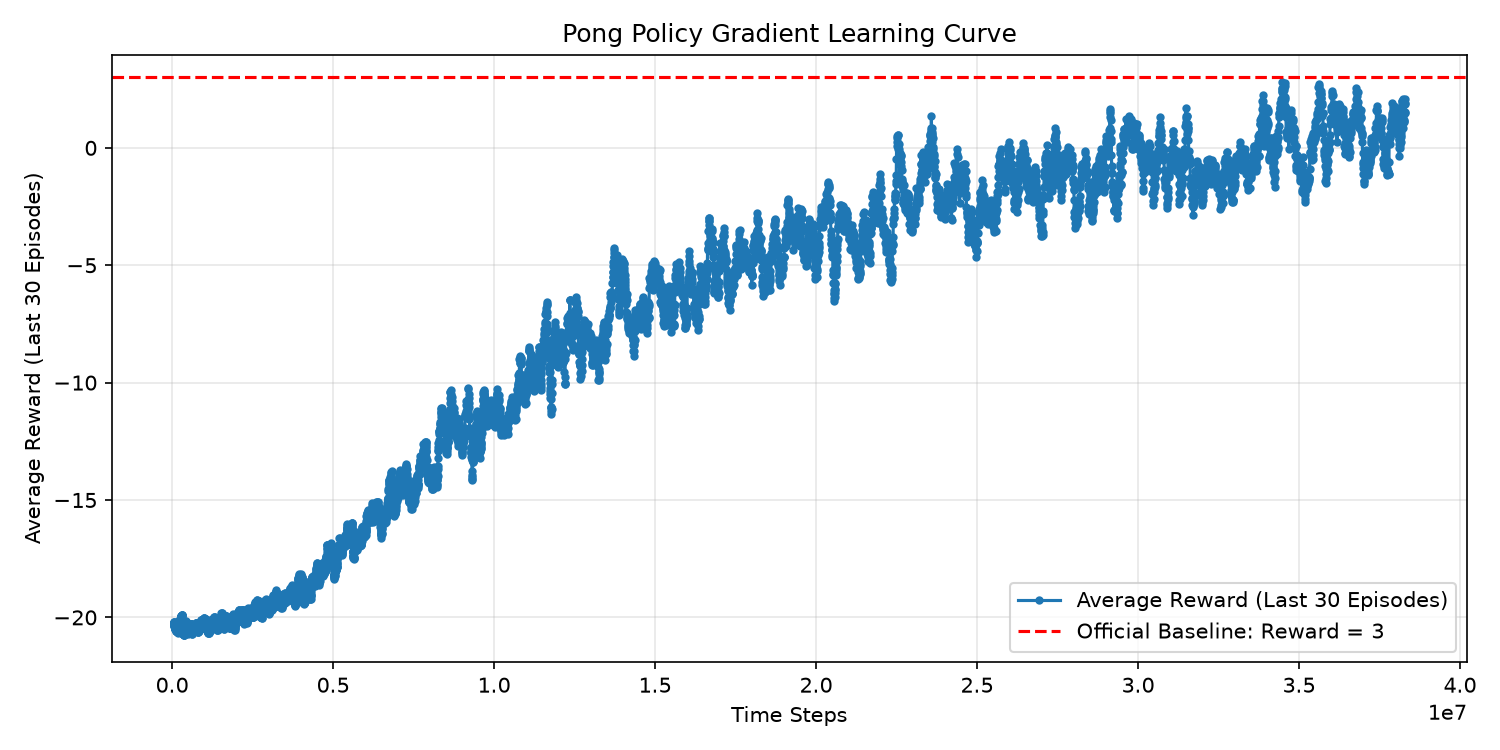 Pong Policy Gradient Learning Curve
Average Reward (Last 30 Episodes)
0
−5
−10
−15
−20
0.0 0.5 1.0 1.5 2.0 2.5 3.0 3.5 4.0
1e7
Time Steps
Average Reward (Last 30 Episodes)
Official Baseline: Reward = 3